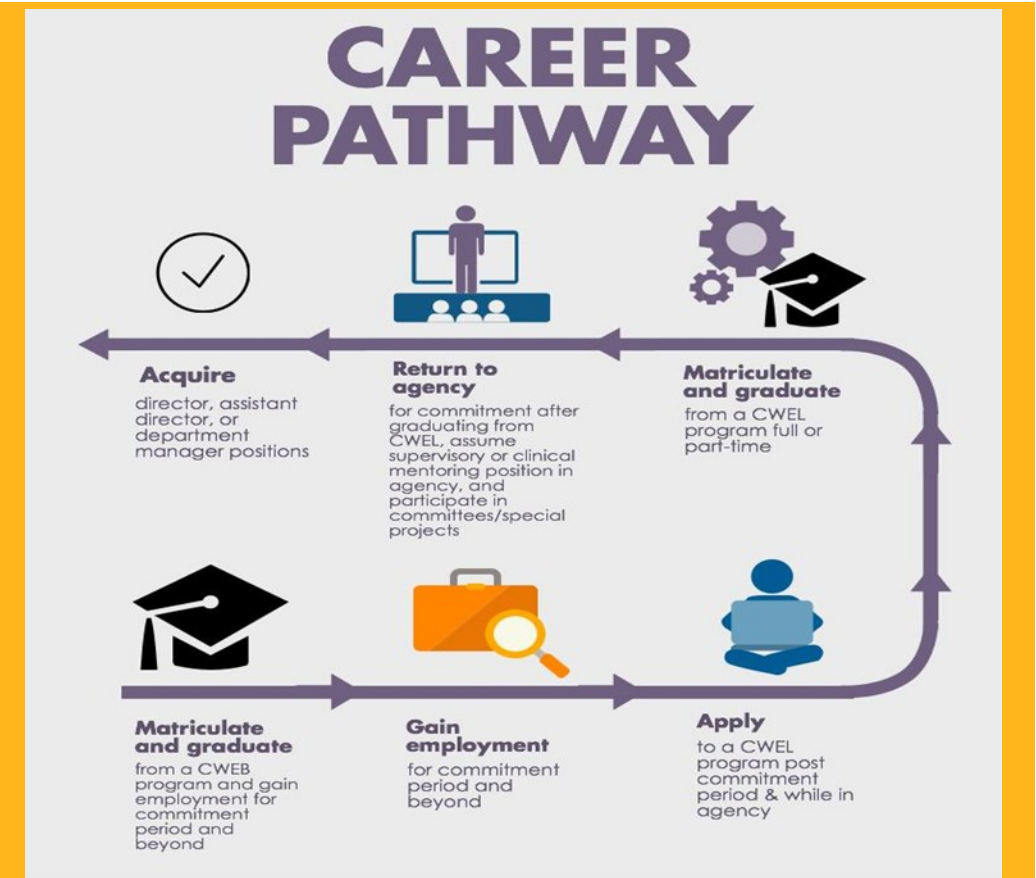 CAREER
PATHWAY
Acquire
director, assistant
director, or
department
manager positions
Return to
agency
for commitment after
graduating from
CWEL, assume
supervisory or clinical
mentoring position in
agency, and
participate in
committees/special
projects
Matriculate
and graduate
from a CWEL
program full or
part-time
Matriculate
and graduate
from a CWEB
program and gain
employment for
commitment
period and
beyond
Gain
employment
for commitment
period and
beyond
Apply
to a CWEL
program post
commitment
period & while in
agency